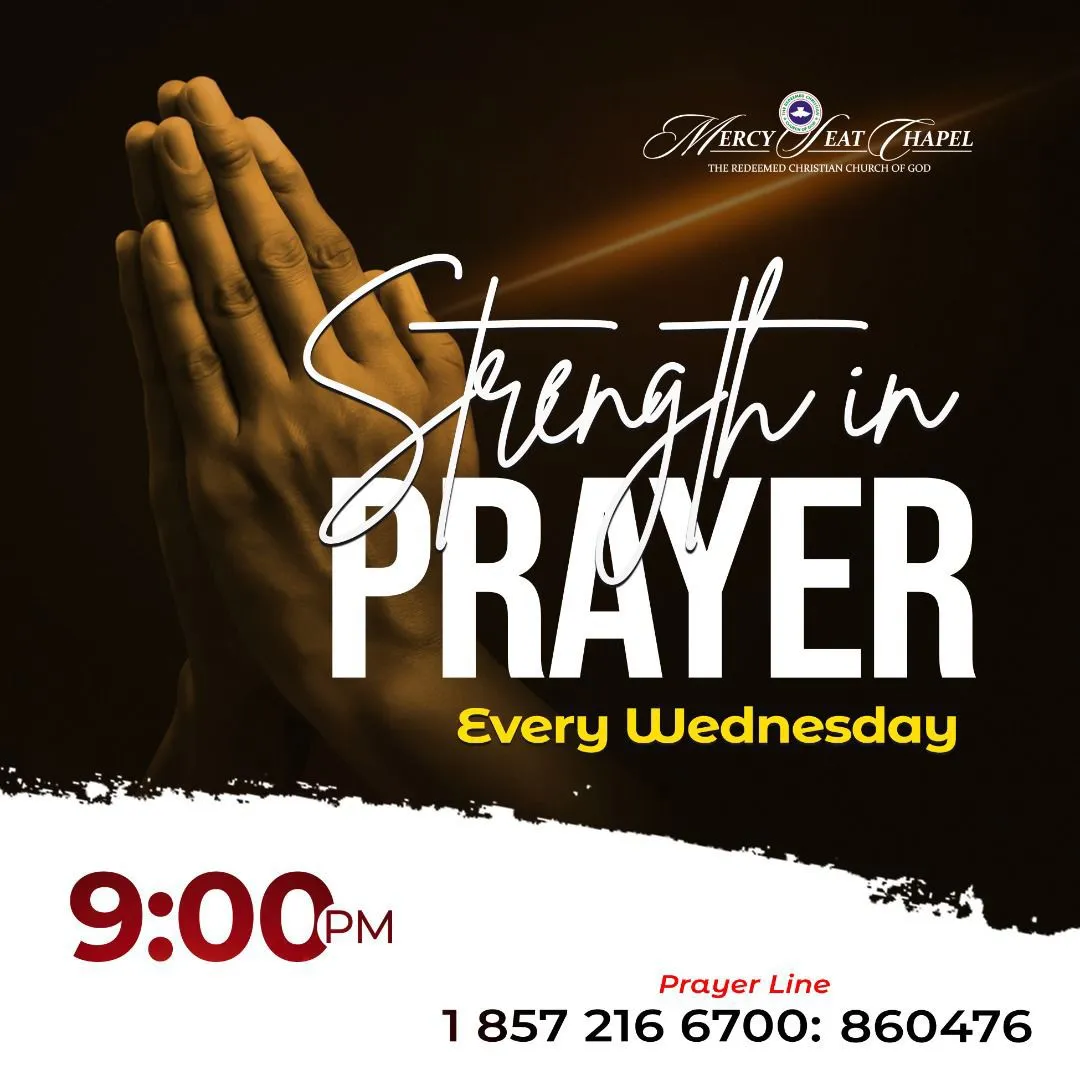 MERCY SEAT CHAPEL
THE REDEEMED CHRISTIAN CHURCH OF GOD
Strength in
PRAYER
Every Wednesday
9:00PM
Prayer Line
1 857 216 6700: 860476